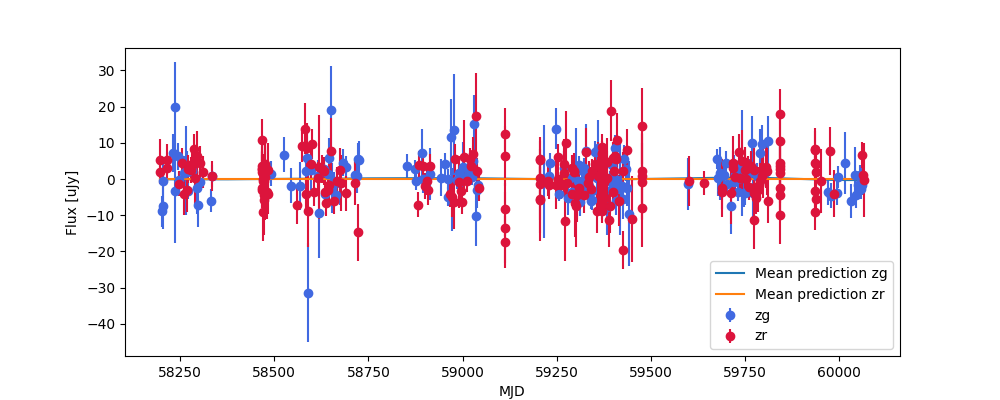 30
20
10
0
−10
−20
−30
−40
Flux [uJy]
58250 58500 58750 59000 59250 59500 59750 60000
MJD
Mean prediction zg
Mean prediction zr
zg
zr